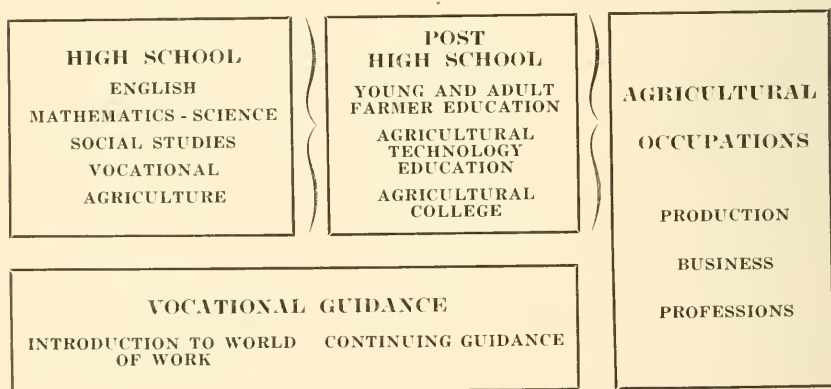 HIGH SCHOOL
ENGLISH
MATHEMATICS - SCIENCE
SOCIAL STUDIES
VOCATIONAL
AGRICULTURE
POST
HIGH SCHOOL
YOUNG AND ADULT
FARMER EDUCATION
AGRICULTURAL
TECHNOLOGY
EDUCATION
AGRICULTURAL
COLLEGE
AGRICULTURAL
OCCUPATIONS
PRODUCTION
BUSINESS
PROFESSIONS
VOCATIONAL GUIDANCE
INTRODUCTION TO WORLD
OF WORK
CONTINUING GUIDANCE